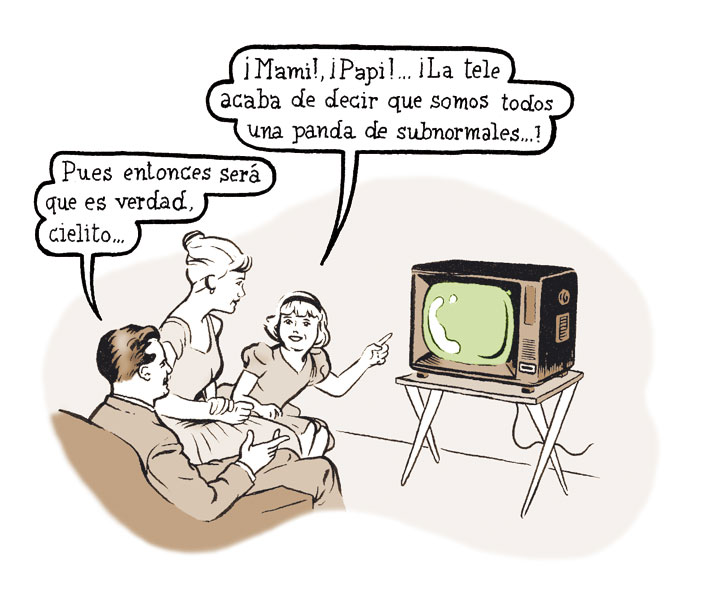 ¡Mami!, ¡Papi!... ¡La tele
acaba de decir que somos todos
una panda de subnormales...!
Pues entonces será
que es verdad,
cielito...